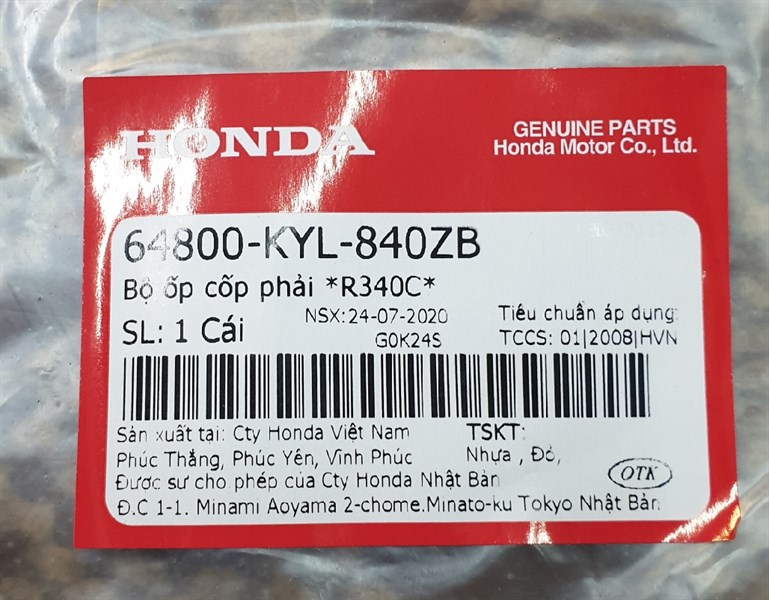 HONDA
GENUINE PARTS
Honda Motor Co., Ltd.
64800-KYL-840ZB
Bộ ốp cốp phải *R340C*
SL: 1 Cái
NSX:24-07-2020
G0K24S
Tiêu chuẩn áp dụng:
TCCS: 01|2008|HVN
Sản xuất tại: Cty Honda Việt Nam
Phúc Thắng, Phúc Yên, Vĩnh Phúc
Được sư cho phép của Cty Honda Nhật Bản
Đ.C 1-1. Minami Aoyama 2-chome.Minato-ku Tokyo Nhật Bản
TSKT:
Nhựa , Đỏ,
OTK